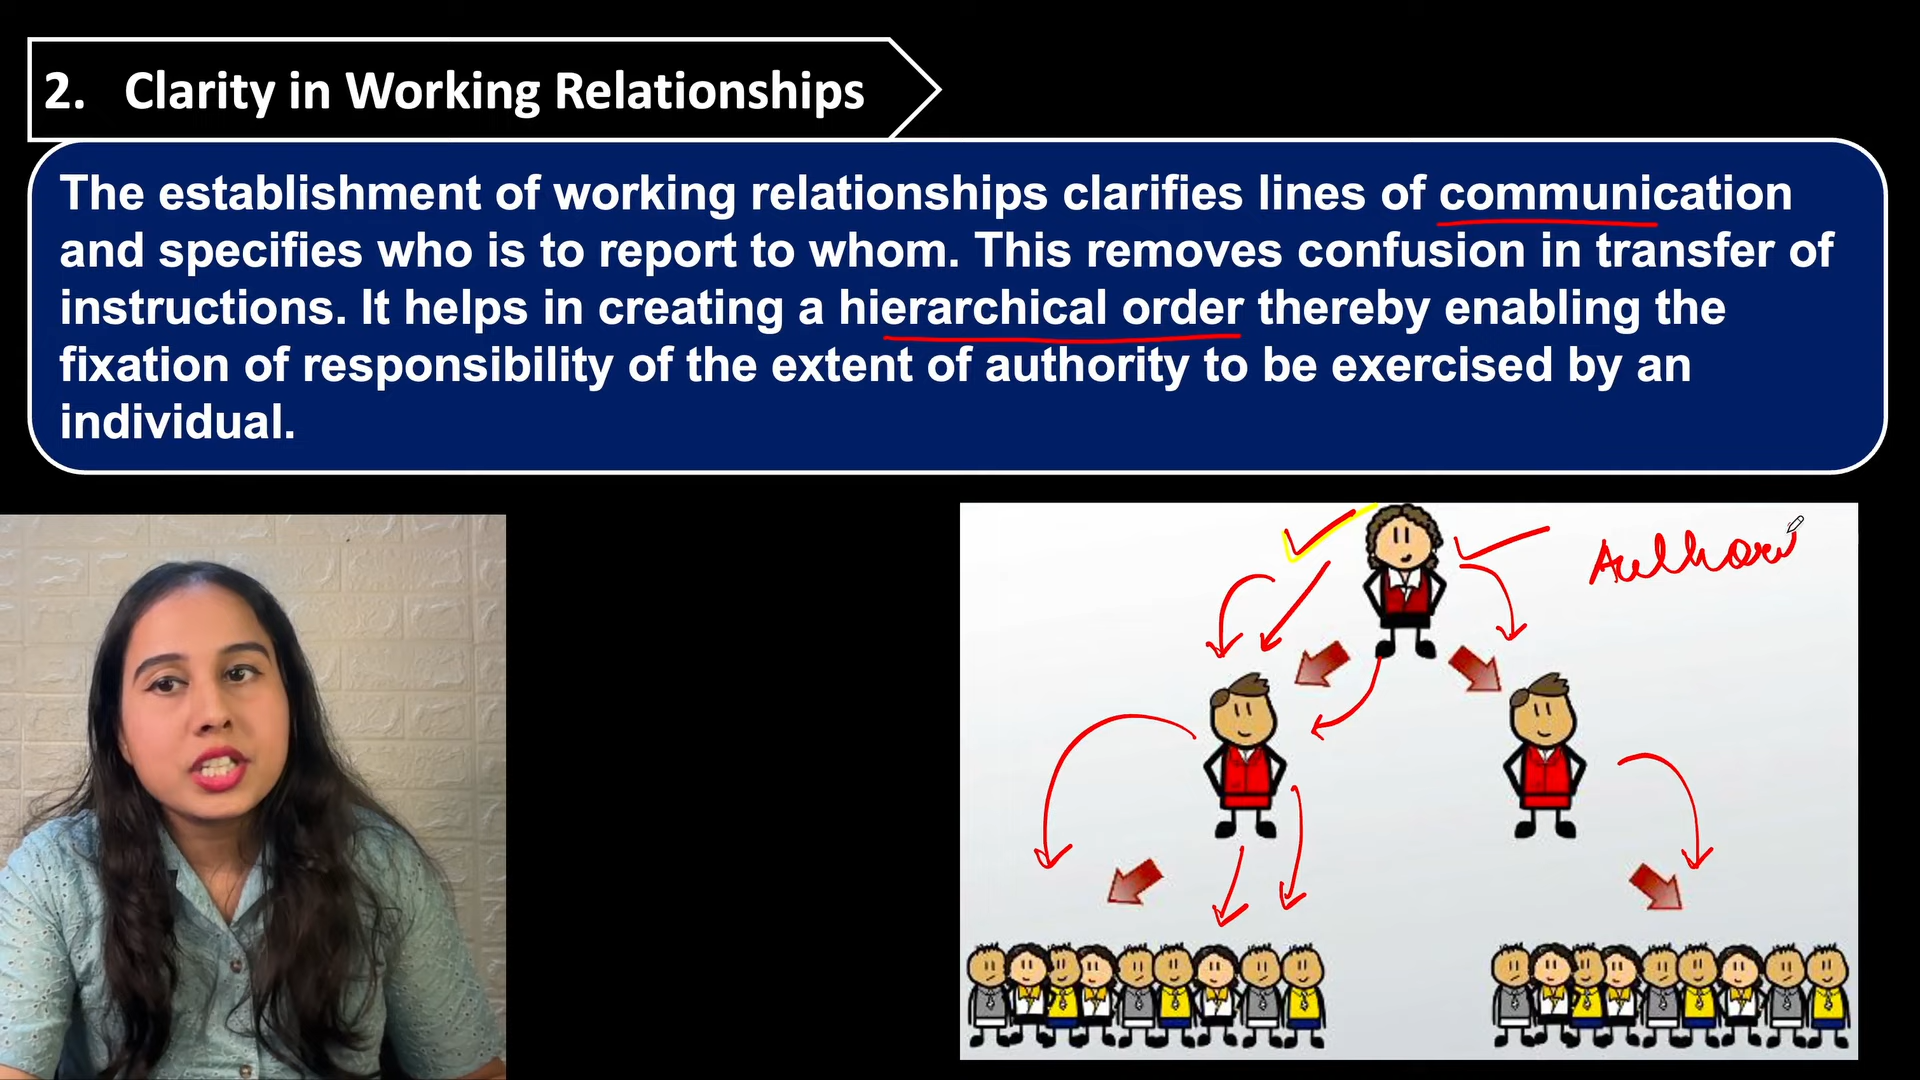 2. Clarity in Working Relationships
The establishment of working relationships clarifies lines of communication
and specifies who is to report to whom. This removes confusion in transfer of
instructions. It helps in creating a hierarchical order thereby enabling the
fixation of responsibility of the extent of authority to be exercised by an
individual.
Authori